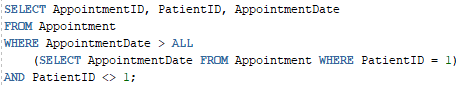 SELECT AppointmentID, PatientID, AppointmentDate
FROM Appointment
WHERE AppointmentDate > ALL
(SELECT AppointmentDate FROM Appointment WHERE PatientID = 1)
AND PatientID <> 1;